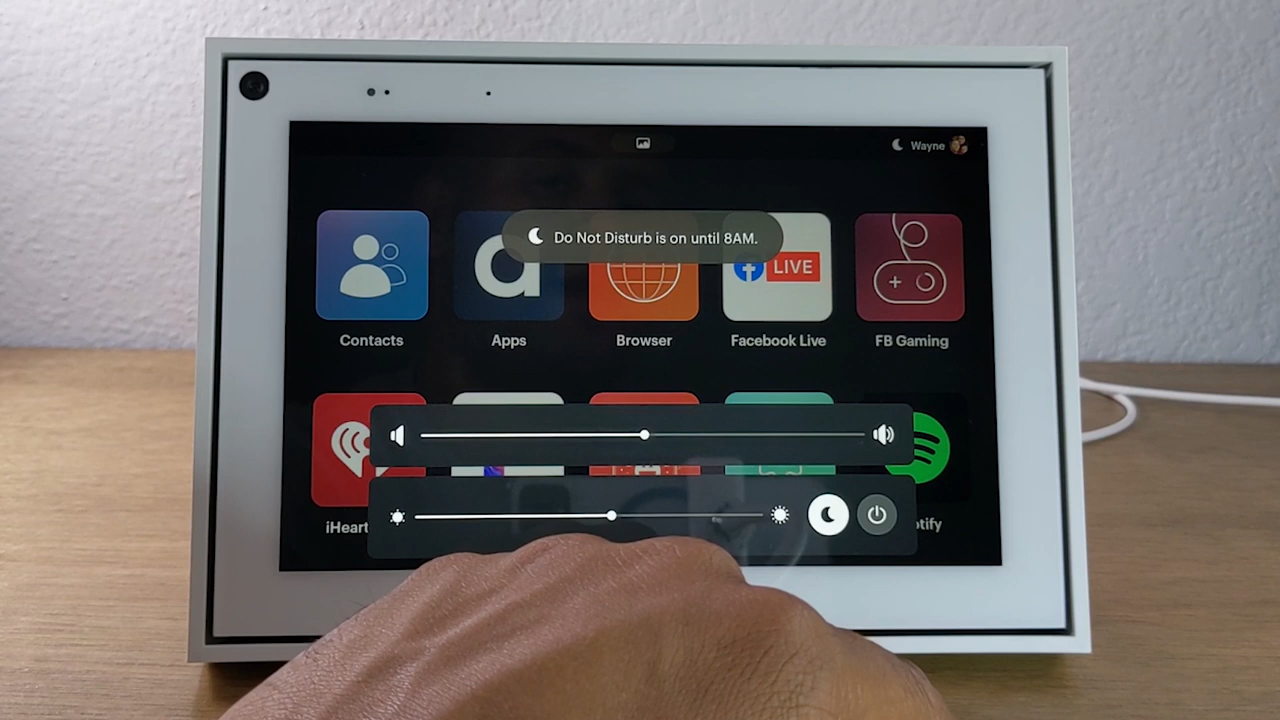 Wayne
Do Not Disturb is on until 8AM.
a
f LIVE
Contacts
Apps
Browser
Facebook Live
FB Gaming
iHeart
otify